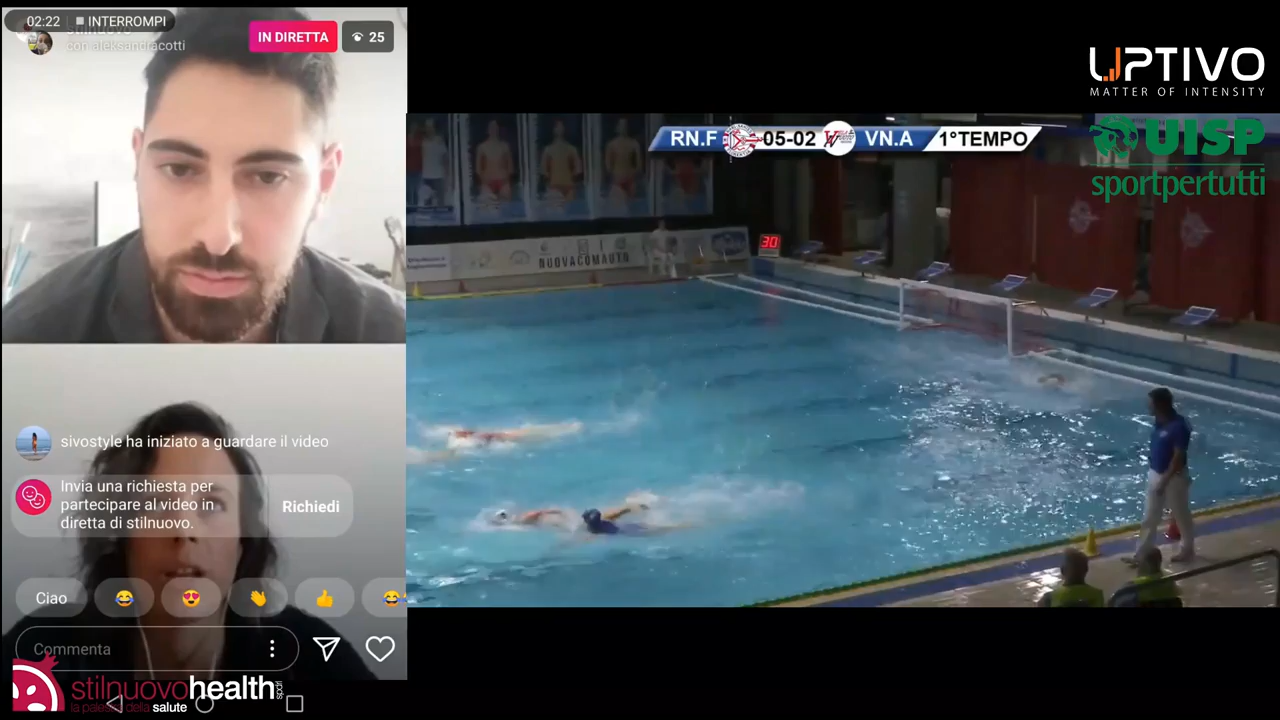 02:22 INTERROMPI
stilnuovo
con aleksandracotti
IN DIRETTA
25
sivostyle ha iniziato a guardare il video
Invia una richiesta per
partecipare al video in
diretta di stilnuovo.
Richiedi
Ciao
Commenta
stilnuovohealth
la palestra della salute
RN.F 05-02 VN.A 1°TEMPO
30
NUOVACOMAUTO
UPTIVO
MATTER OF INTENSITY
UISP
sportpertutti